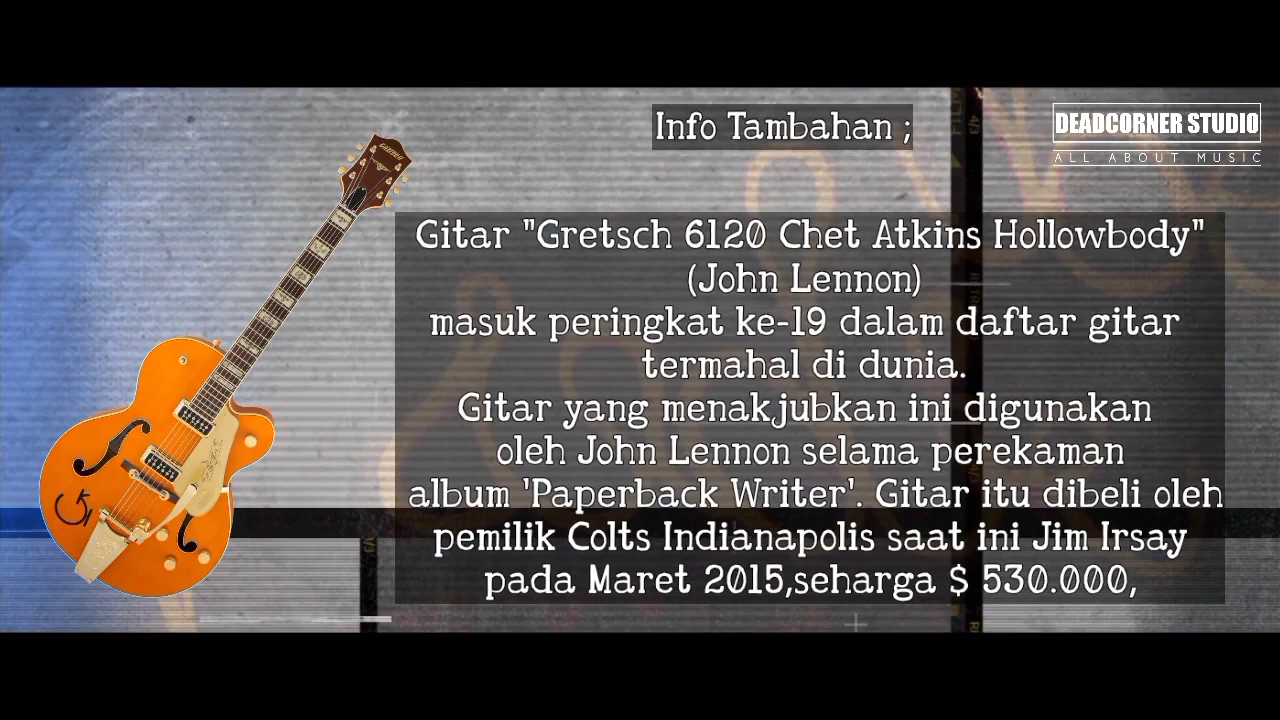 Info Tambahan ;
DEADCORNER STUDIO
ALL ABOUT MUSIC
Gitar "Gretsch 6120 Chet Atkins Hollowbody"
(John Lennon)
masuk peringkat ke-19 dalam daftar gitar
termahal di dunia.
Gitar yang menakjubkan ini digunakan
oleh John Lennon selama perekaman
album 'Paperback Writer'. Gitar itu dibeli oleh
pemilik Colts Indianapolis saat ini Jim Irsay
pada Maret 2015,seharga $ 530.000,
GRETSCH